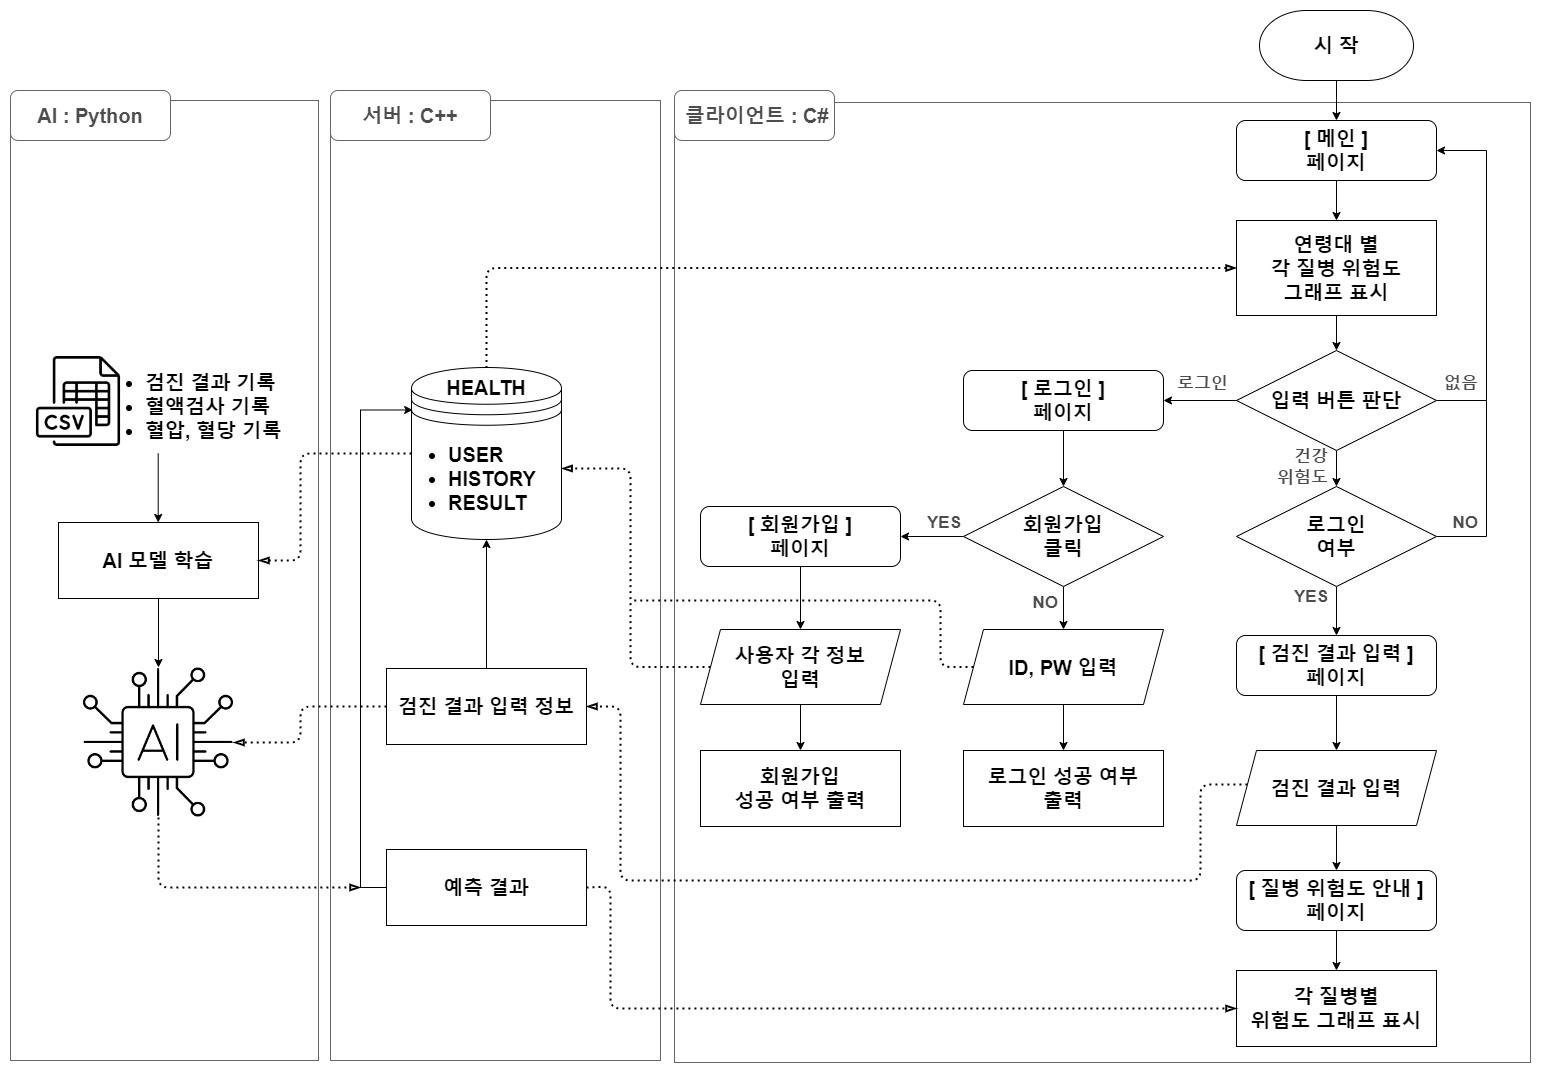 시 작
AI : Python
서버 : C++
클라이언트 : C#
[ 메인 ]
페이지
연령대 별
각 질병 위험도
그래프 표시
입력 버튼 판단
로그인
없음
건강
위험도
[ 로그인 ]
페이지
로그인
여부
NO
YES
회원가입
클릭
YES
NO
[ 회원가입 ]
페이지
사용자 각 정보
입력
ID, PW 입력
회원가입
성공 여부 출력
로그인 성공 여부
출력
[ 검진 결과 입력 ]
페이지
검진 결과 입력
[ 질병 위험도 안내 ]
페이지
각 질병별
위험도 그래프 표시
HEALTH
• USER
• HISTORY
• RESULT
검진 결과 입력 정보
예측 결과
CSV
• 검진 결과 기록
• 혈액검사 기록
• 혈압, 혈당 기록
AI 모델 학습
AI